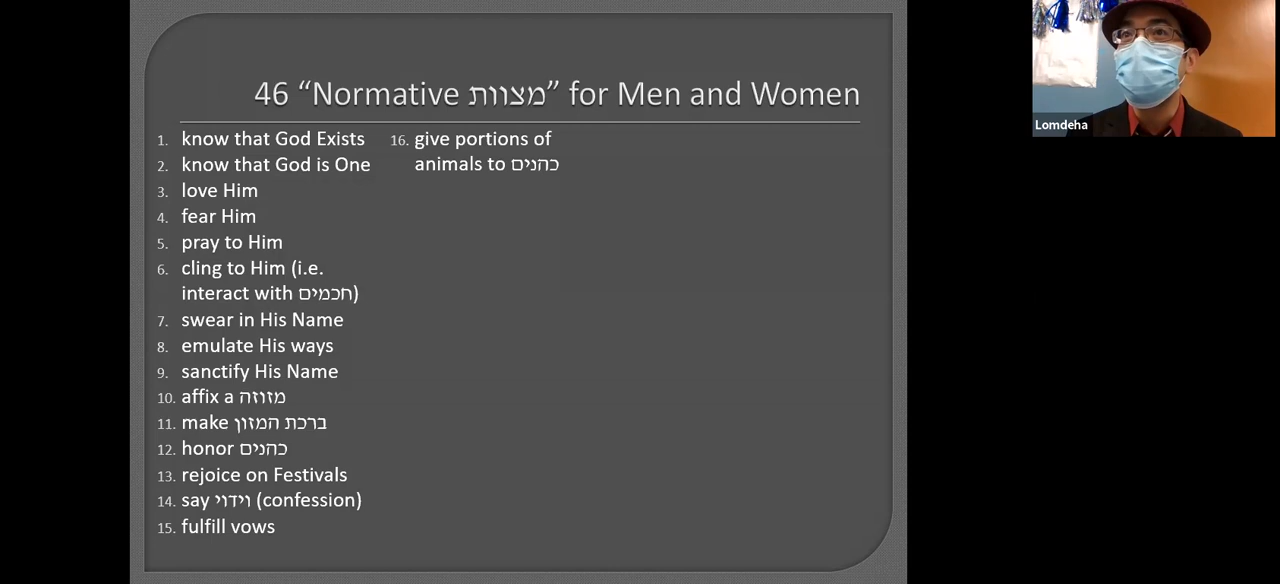 46 “Normative מצוות” for Men and Women
1. know that God Exists
2. know that God is One
3. love Him
4. fear Him
5. pray to Him
6. cling to Him (i.e.
interact with חכמים)
7. swear in His Name
8. emulate His ways
9. sanctify His Name
10. affix a מזוזה
11. make ברכת המזון
12. honor כהנים
13. rejoice on Festivals
14. say וידוי (confession)
15. fulfill vows
16. give portions of
animals to כהנים
Lomdeha